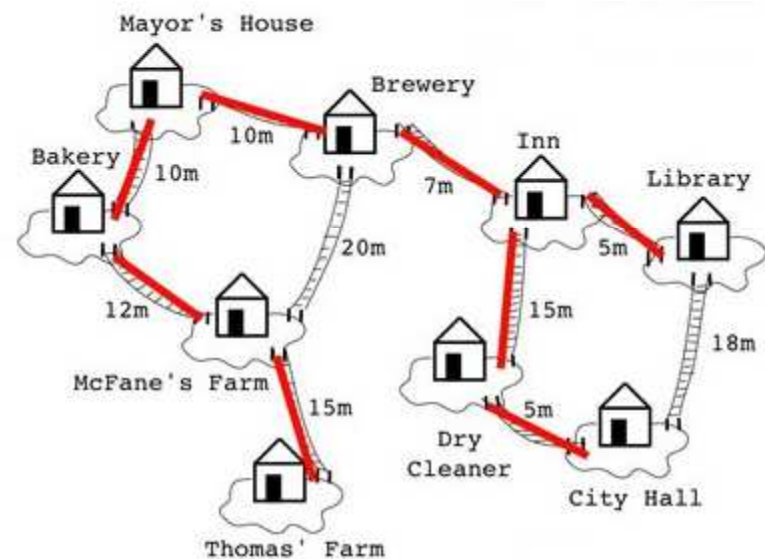 Mayor's House
Brewery
10m
Inn
Bakery
10m
7m
Library
20m
5m
12m
15m
18m
McFane's Farm
15m
5m
Dry
Cleaner
City Hall
Thomas' Farm